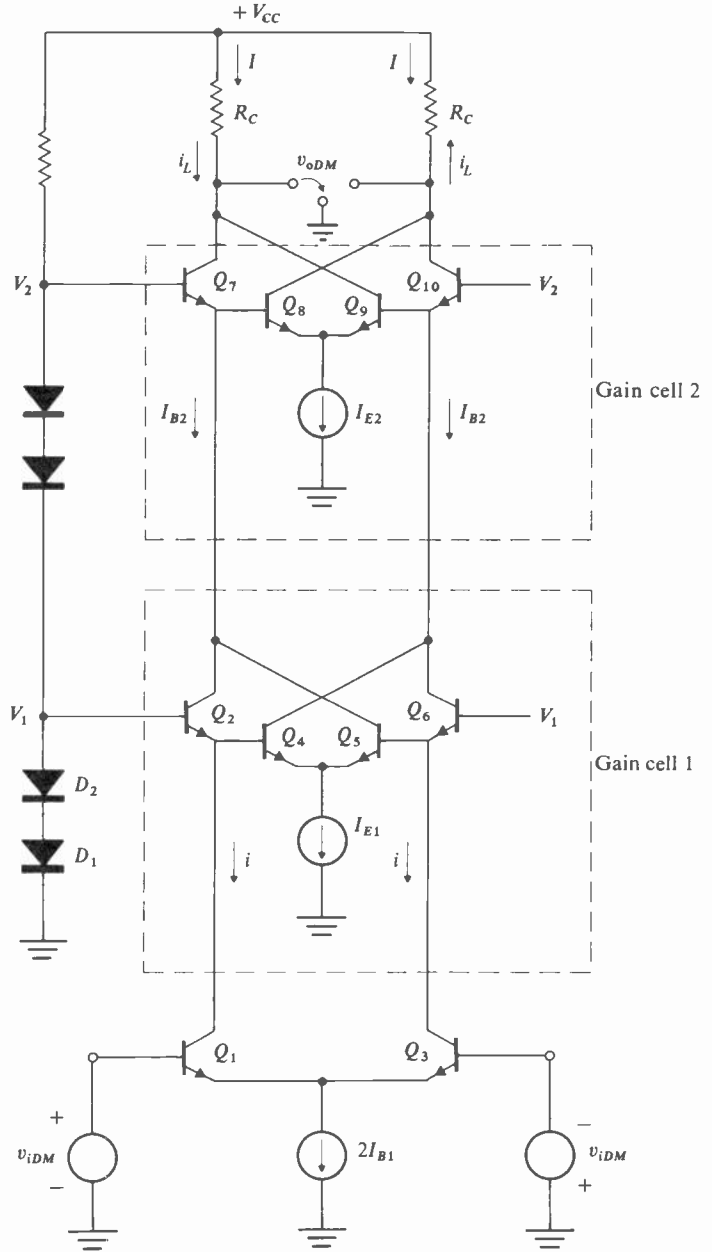 + V_CC
I
I
R_C
R_C
i_L
v_oDM
i_L
V_2
Q_7
Q_8
Q_9
Q_10
V_2
Gain cell 2
I_B2
I_E2
I_B2
V_1
Q_2
Q_4
Q_5
Q_6
V_1
Gain cell 1
D_2
I_E1
D_1
i
i
Q_1
Q_3
+
−
v_iDM
2I_B1
v_iDM
−
+